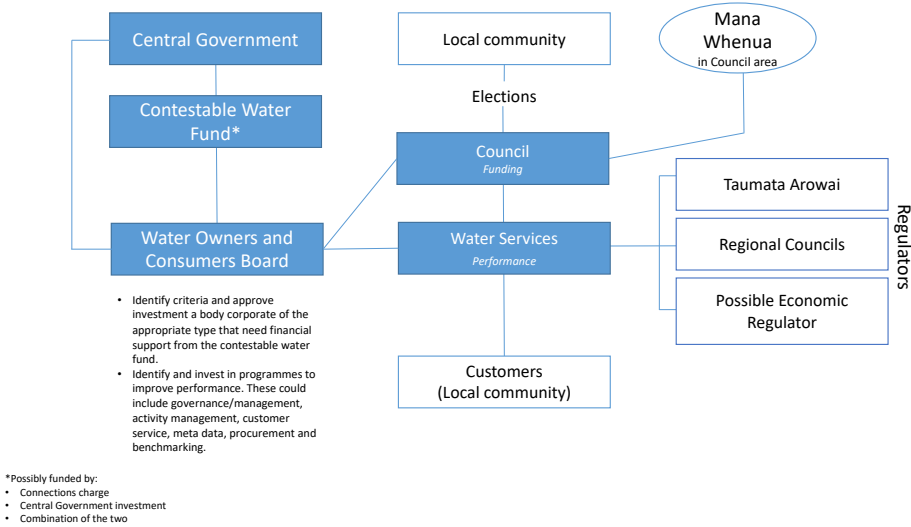 Central Government
Contestable Water
Fund*
Water Owners and
Consumers Board
• Identify criteria and approve
investment a body corporate of the
appropriate type that need financial
support from the contestable water
fund.
• Identify and invest in programmes to
improve performance. These could
include governance/management,
activity management, customer
service, meta data, procurement and
benchmarking.
Local community
Elections
Council
Funding
Water Services
Performance
Customers
(Local community)
Mana
Whenua
in Council area
Taumata Arowai
Regional Councils
Possible Economic
Regulator
Regulators
*Possibly funded by:
• Connections charge
• Central Government investment
• Combination of the two